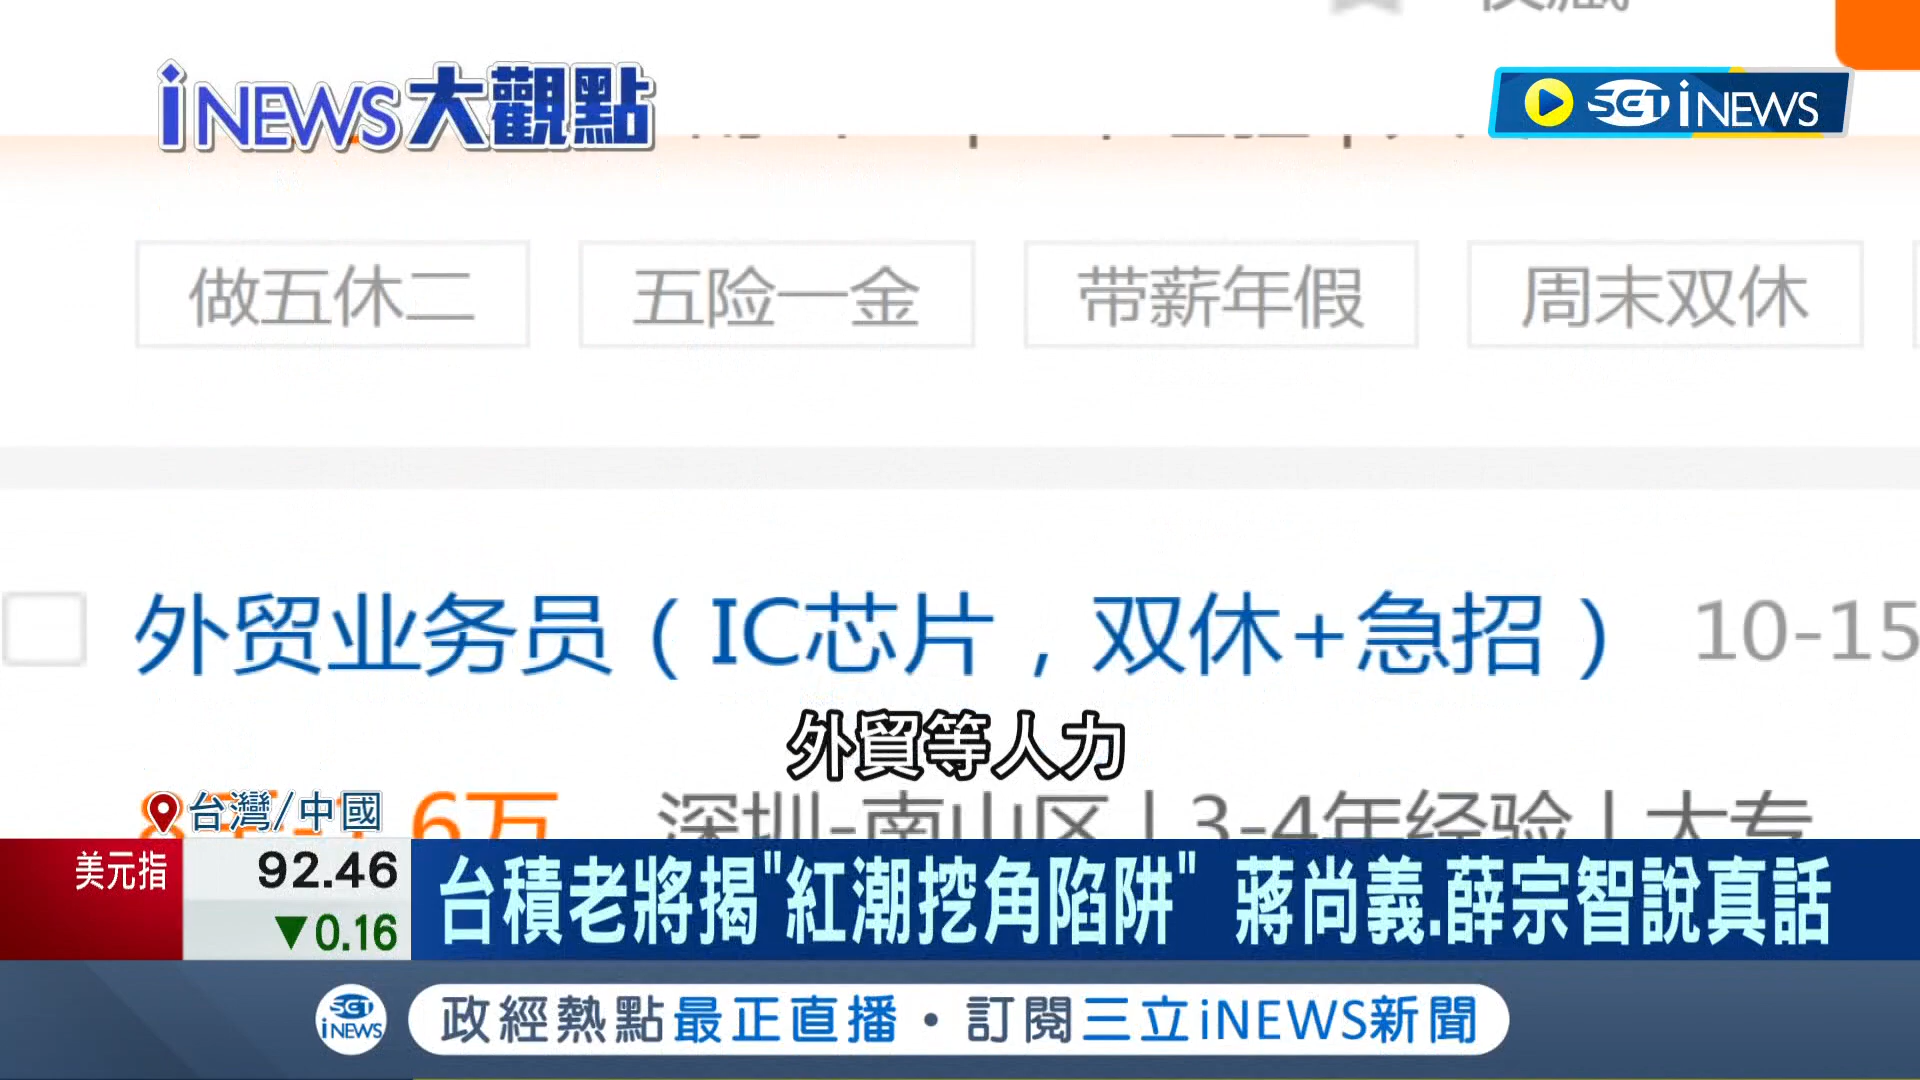 iNEWS大觀點
SET iNEWS
做五休二
五险一金
带薪年假
周末双休
外贸业务员（IC芯片，双休+急招）
10-15
外貿等人力
台灣/中國
6万
深圳-南山区 | 3-4年经验 | 大专
美元指
92.46
▼0.16
台積老將揭"紅潮挖角陷阱" 蔣尚義.薛宗智說真話
SET iNEWS
政經熱點最正直播・訂閱三立iNEWS新聞